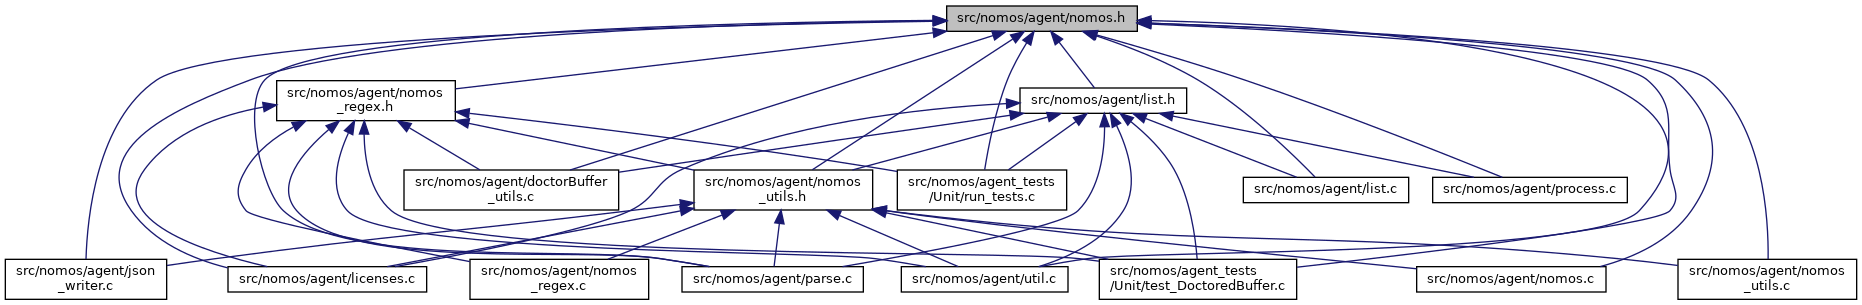 src/nomos/agent/nomos.h
src/nomos/agent/nomos
_regex.h
src/nomos/agent/list.h
src/nomos/agent/doctorBuffer
_utils.c
src/nomos/agent/nomos
_utils.h
src/nomos/agent_tests
/Unit/run_tests.c
src/nomos/agent/list.c
src/nomos/agent/process.c
src/nomos/agent/json
_writer.c
src/nomos/agent/licenses.c
src/nomos/agent/nomos
_regex.c
src/nomos/agent/parse.c
src/nomos/agent/util.c
src/nomos/agent_tests
/Unit/test_DoctoredBuffer.c
src/nomos/agent/nomos.c
src/nomos/agent/nomos
_utils.c